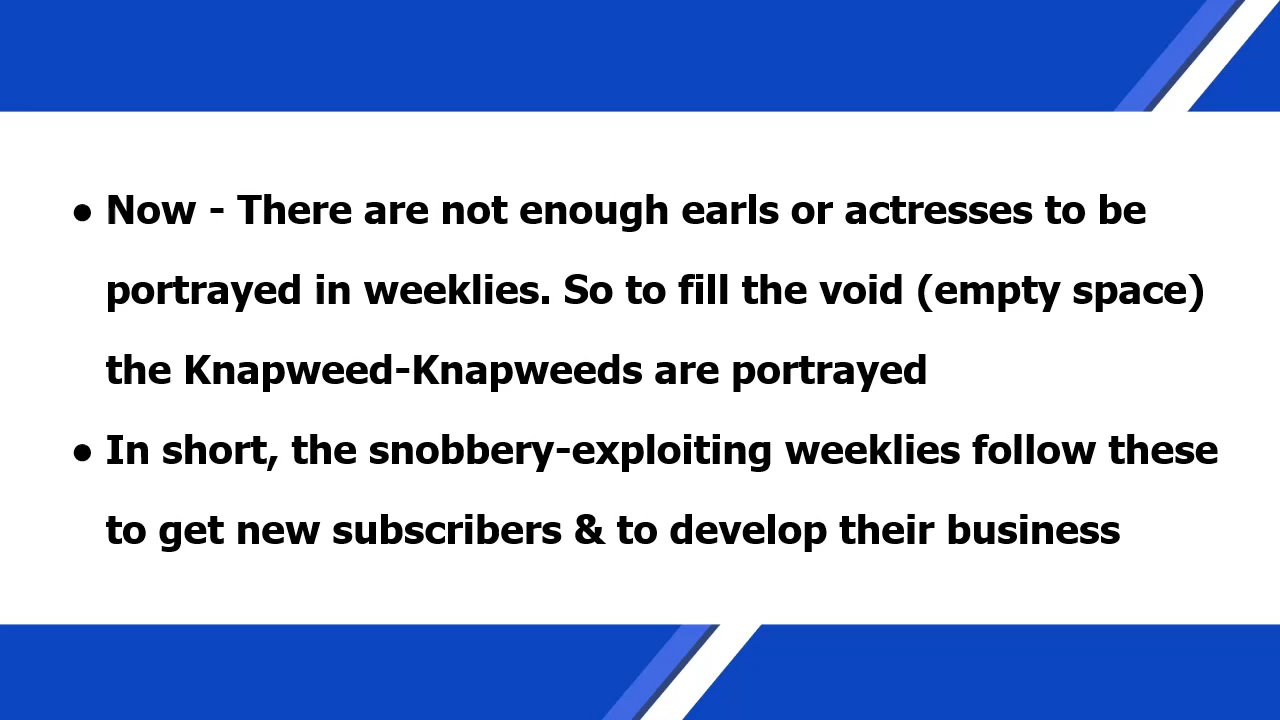 ● Now - There are not enough earls or actresses to be
portrayed in weeklies. So to fill the void (empty space)
the Knapweed-Knapweeds are portrayed
● In short, the snobbery-exploiting weeklies follow these
to get new subscribers & to develop their business